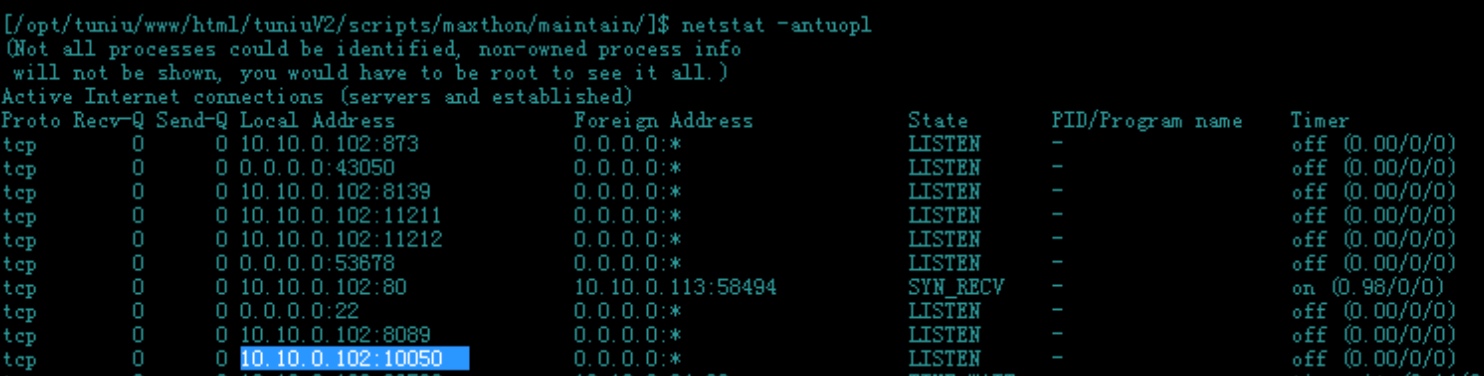 [/opt/tuniu/www/html/tuniuV2/scripts/maxthon/maintain/]$ netstat -antuopl
(Not all processes could be identified, non-owned process info
will not be shown, you would have to be root to see it all.)
Active Internet connections (servers and established)
Proto Recv-Q Send-Q Local Address Foreign Address State PID/Program name Timer
tcp 0 0 10.10.0.102:873 0.0.0.0:* LISTEN - off (0.00/0/0)
tcp 0 0 0.0.0.0:43050 0.0.0.0:* LISTEN - off (0.00/0/0)
tcp 0 0 10.10.0.102:8139 0.0.0.0:* LISTEN - off (0.00/0/0)
tcp 0 0 10.10.0.102:11211 0.0.0.0:* LISTEN - off (0.00/0/0)
tcp 0 0 10.10.0.102:11212 0.0.0.0:* LISTEN - off (0.00/0/0)
tcp 0 0 0.0.0.0:53678 0.0.0.0:* LISTEN - off (0.00/0/0)
tcp 0 0 10.10.0.102:80 10.10.0.113:58494 SYN_RECV - on (0.98/0/0)
tcp 0 0 0.0.0.0:22 0.0.0.0:* LISTEN - off (0.00/0/0)
tcp 0 0 10.10.0.102:8089 0.0.0.0:* LISTEN - off (0.00/0/0)
tcp 0 0 10.10.0.102:10050 0.0.0.0:* LISTEN - off (0.00/0/0)